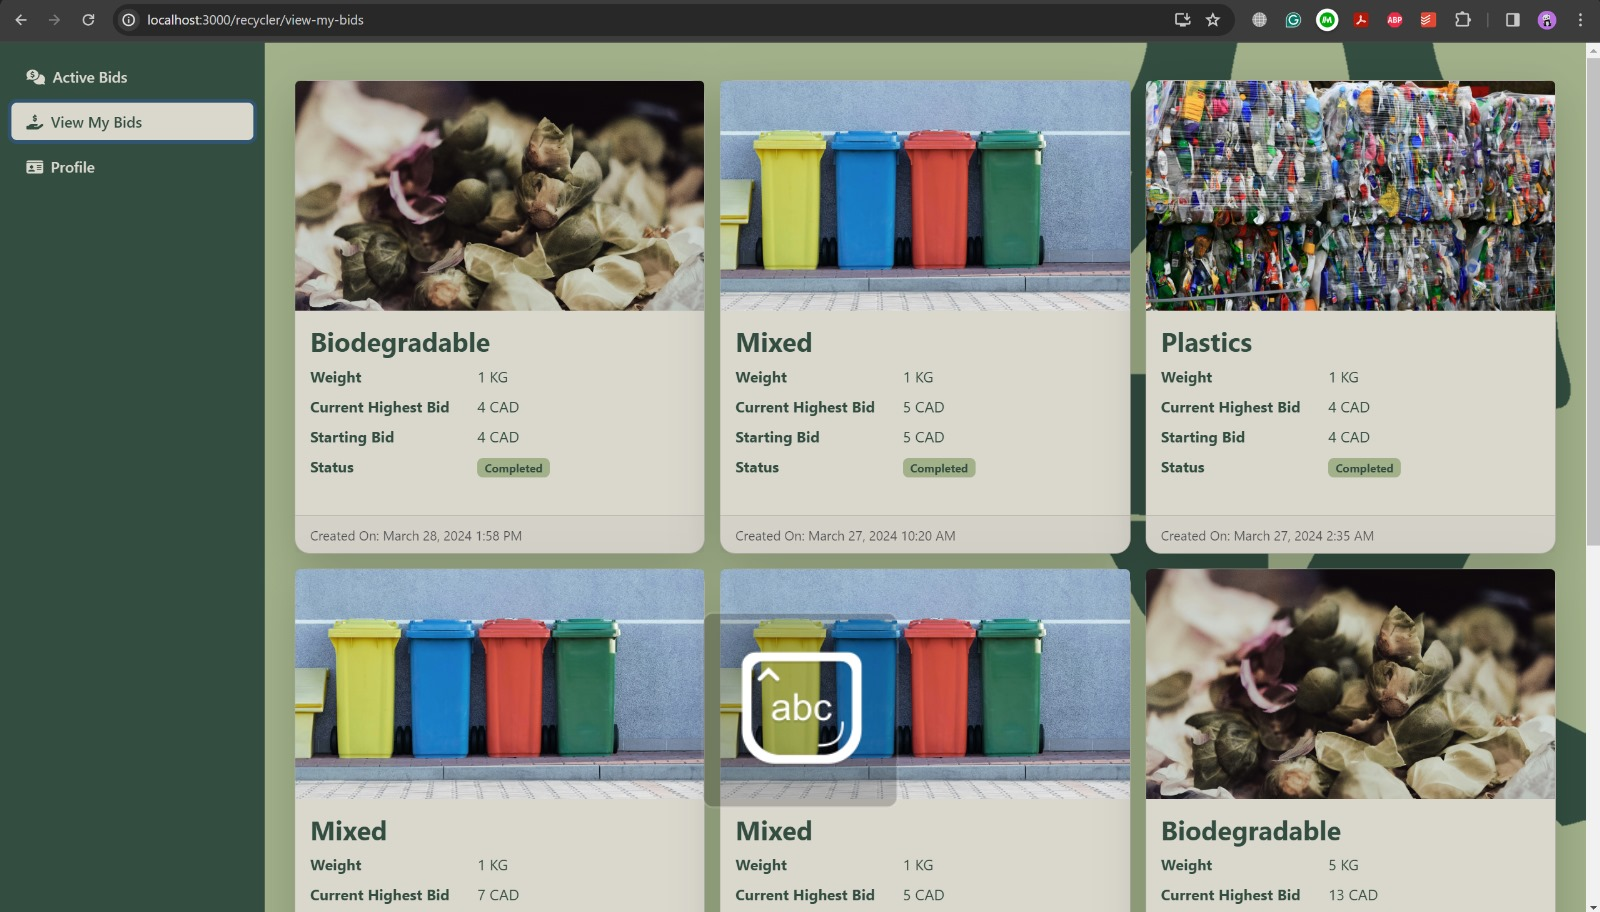 localhost:3000/recycler/view-my-bids
ABP
Active Bids
View My Bids
Profile
Biodegradable
Weight 1 KG
Current Highest Bid 4 CAD
Starting Bid 4 CAD
Status Completed
Created On: March 28, 2024 1:58 PM
Mixed
Weight 1 KG
Current Highest Bid 5 CAD
Starting Bid 5 CAD
Status Completed
Created On: March 27, 2024 10:20 AM
Plastics
Weight 1 KG
Current Highest Bid 4 CAD
Starting Bid 4 CAD
Status Completed
Created On: March 27, 2024 2:35 AM
Mixed
Weight 1 KG
Current Highest Bid 7 CAD
abc
Mixed
Weight 1 KG
Current Highest Bid 5 CAD
Biodegradable
Weight 5 KG
Current Highest Bid 13 CAD